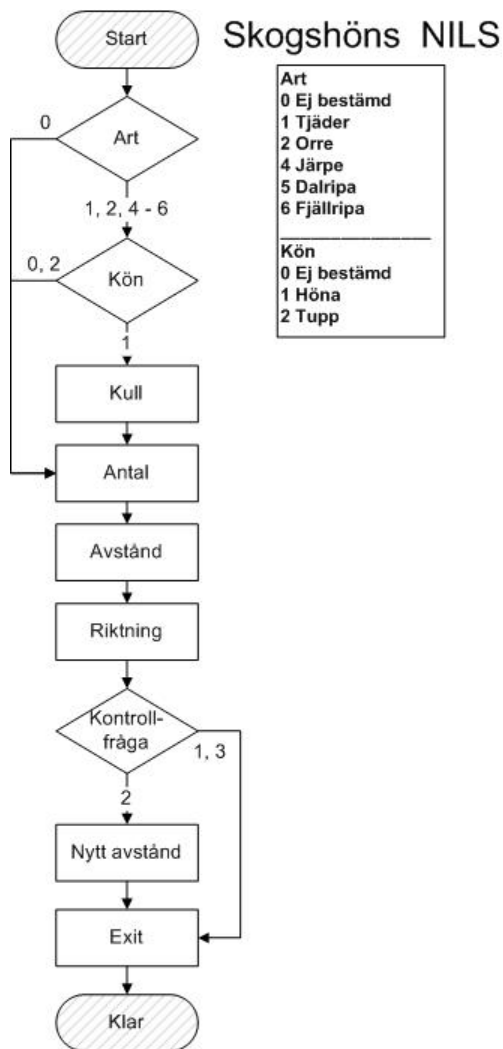 Skogshöns NILS
Start
Art
0 Ej bestämd
1 Tjäder
2 Orre
4 Järpe
5 Dalripa
6 Fjällripa
Kön
0 Ej bestämd
1 Höna
2 Tupp
0
Art
1, 2, 4 - 6
0, 2
Kön
1
Kull
Antal
Avstånd
Riktning
Kontroll-
fråga
1, 3
2
Nytt avstånd
Exit
Klar